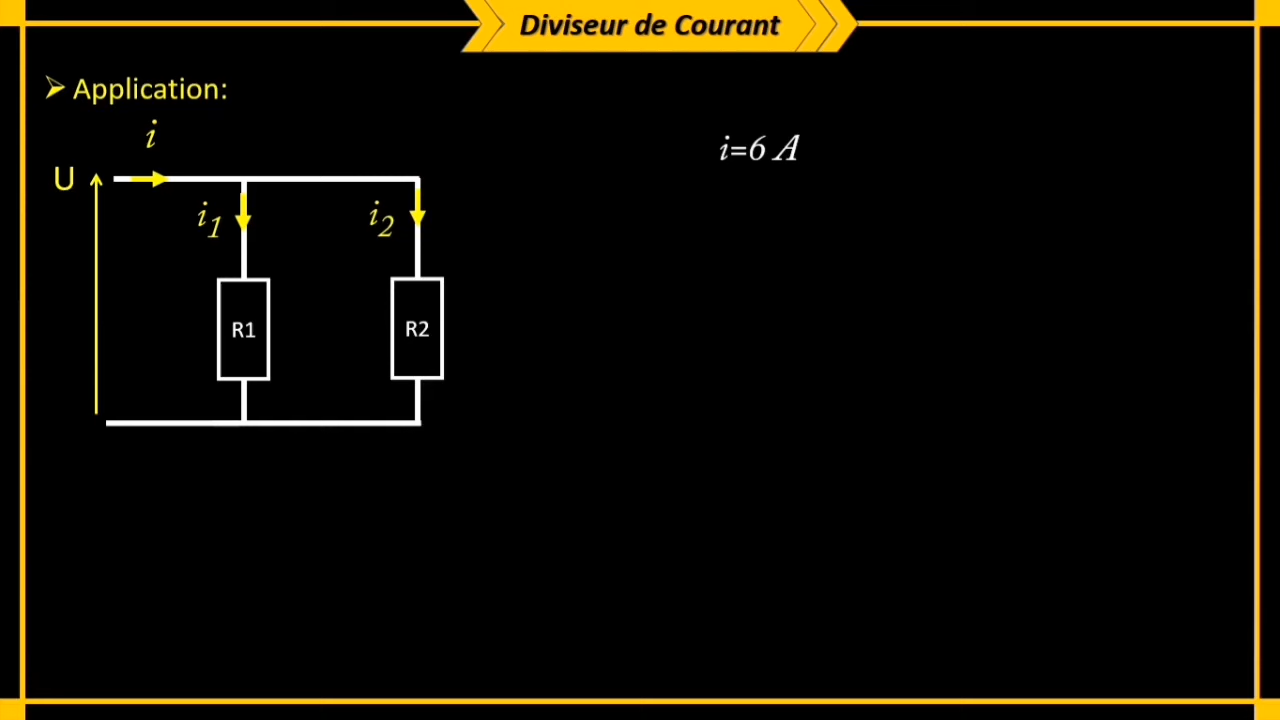 Diviseur de Courant
Application:
i
i=6 A
U
i1
i2
R1
R2